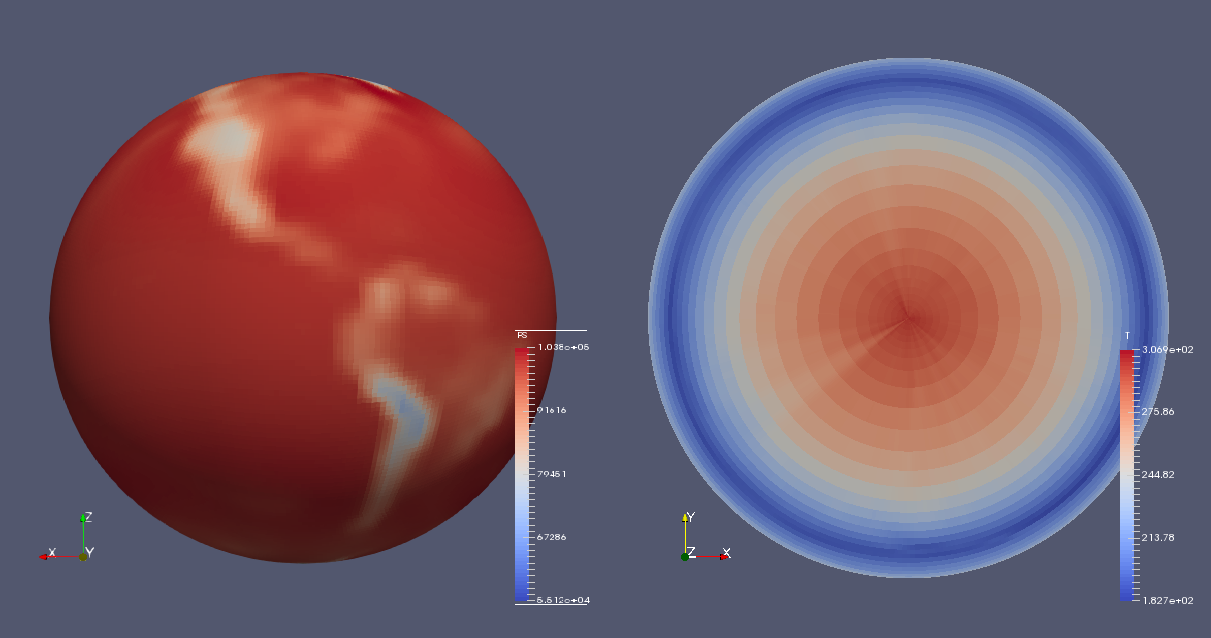 PS
1.038e+05
91616
79451
67286
5.512e+04
Z
X
Y
T
3.069e+02
275.86
244.82
213.78
1.827e+02
Y
Z
X